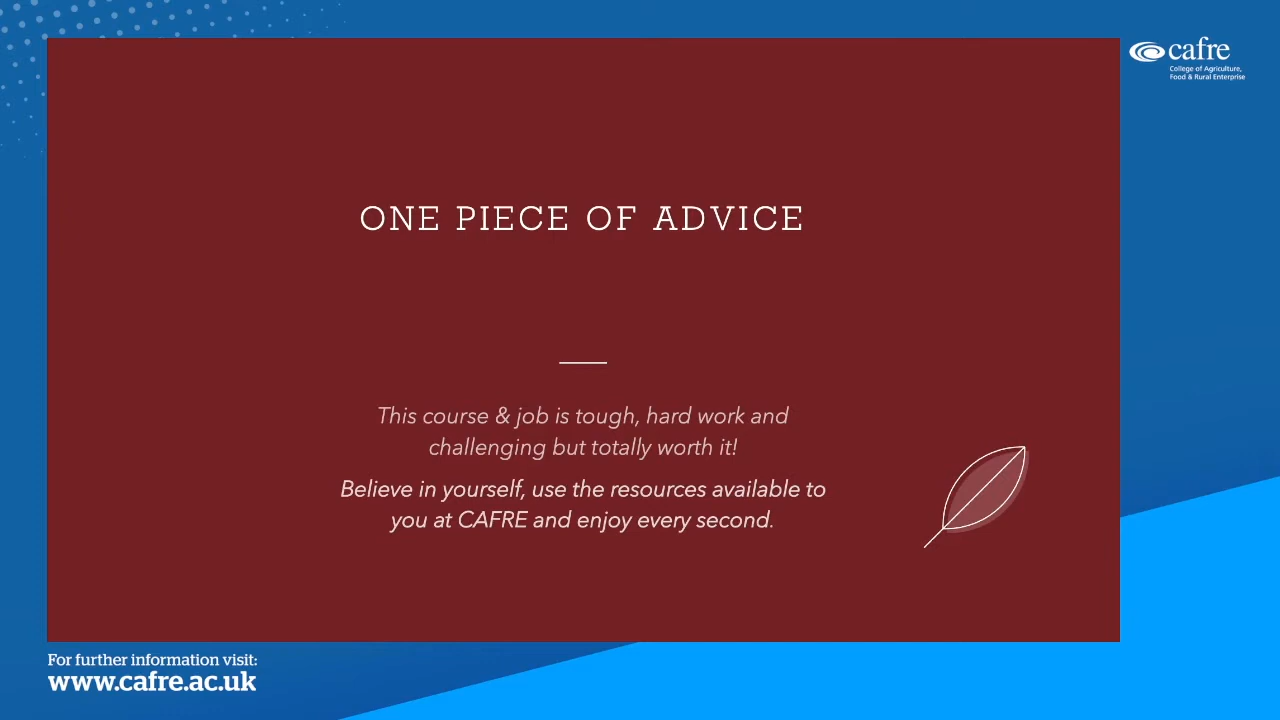 cafre
College of Agriculture,
Food & Rural Enterprise
ONE PIECE OF ADVICE
This course & job is tough, hard work and
challenging but totally worth it!
Believe in yourself, use the resources available to
you at CAFRE and enjoy every second.
For further information visit:
www.cafre.ac.uk